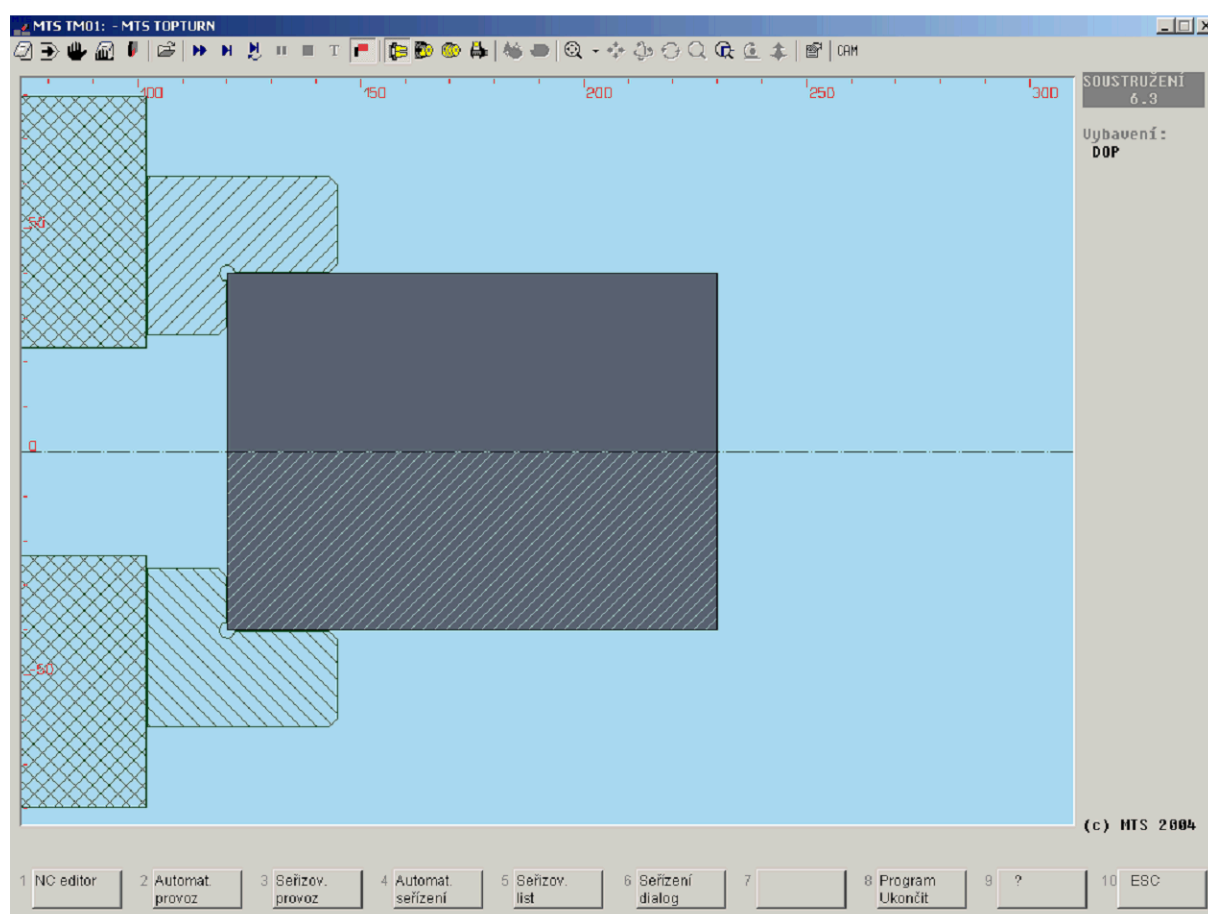 MTS TM01: - MTS TOPTURN
T CAM
100 150 200 250 300
SOUSTRUŽENÍ
6.3
Vybavení:
DOP
50
0
-50
(c) MTS 2004
1 NC editor
2 Automat.
provoz
3 Seřizov.
provoz
4 Automat.
seřízení
5 Seřizov.
list
6 Seřízení
dialog
7
8 Program
Ukončit
9 ?
10 ESC